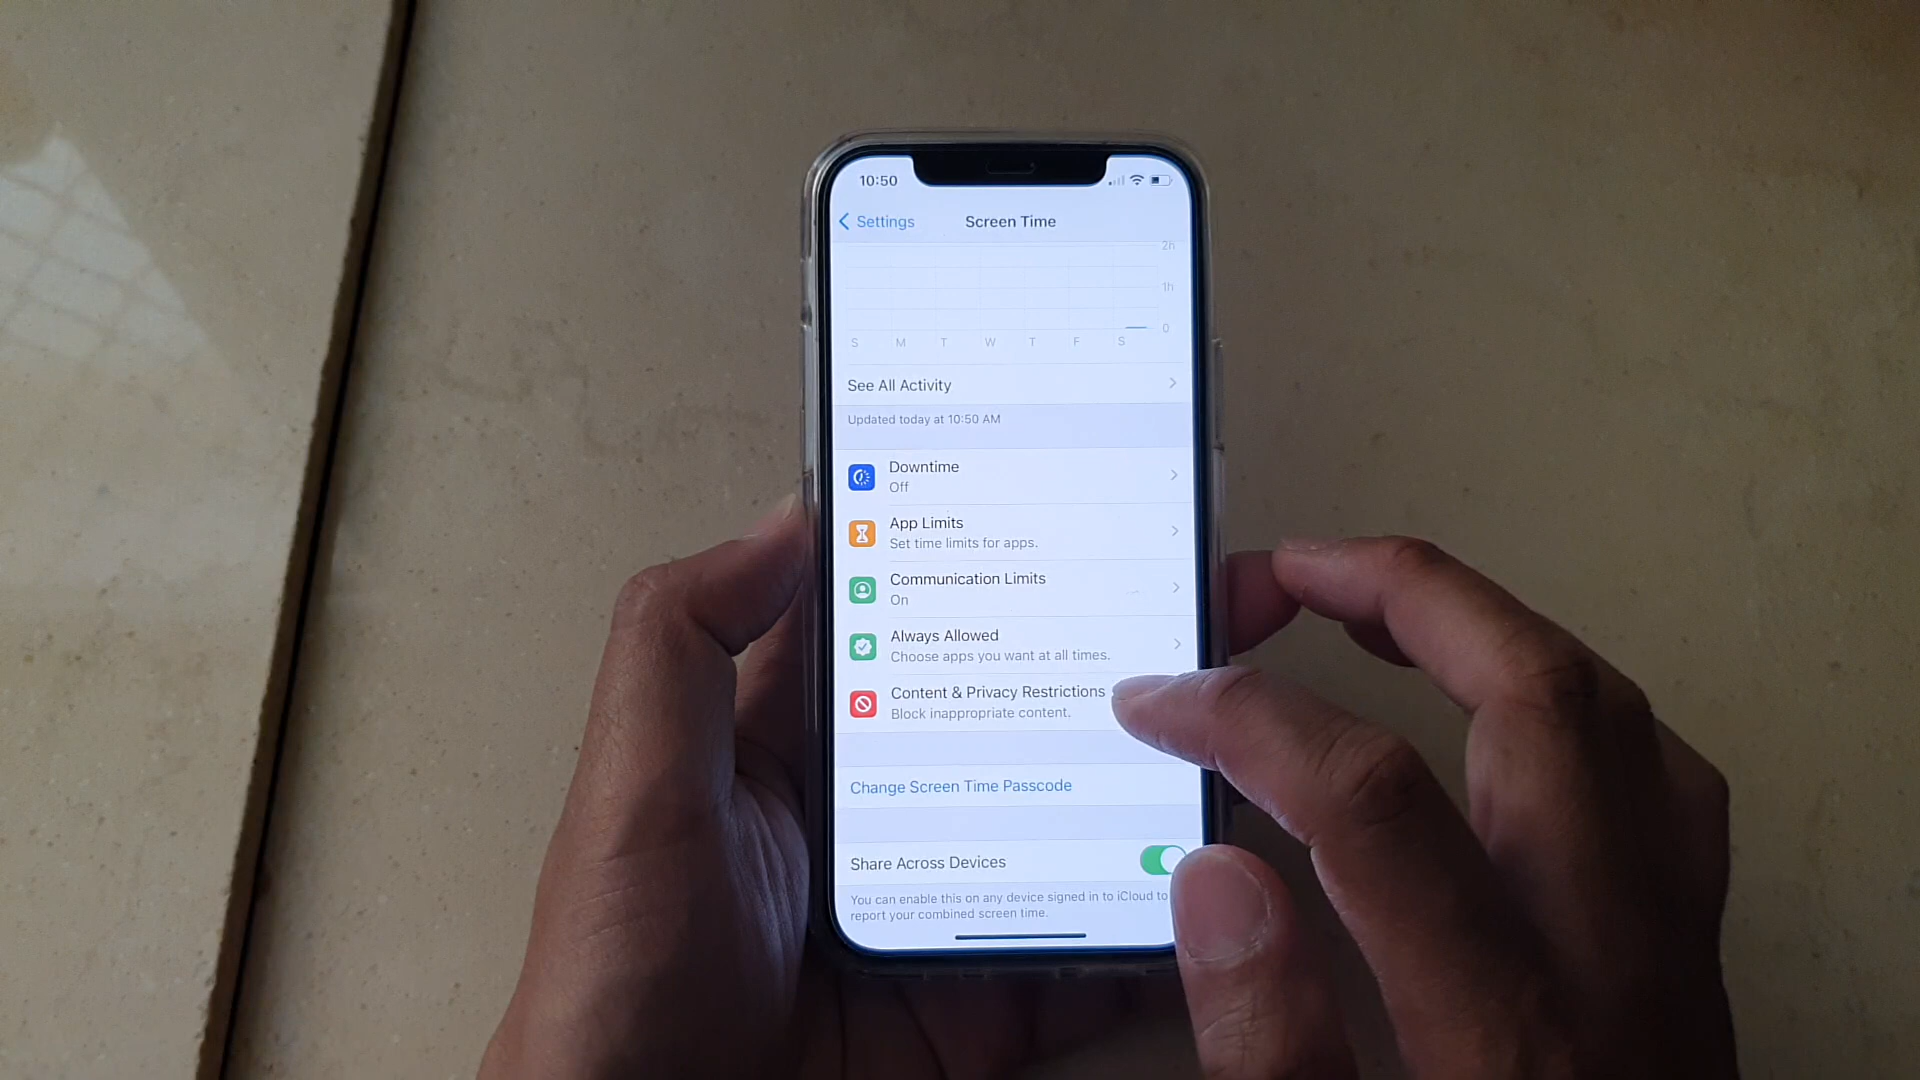 10:50
Settings
Screen Time
2h
1h
0
S M T W T F S
See All Activity
Updated today at 10:50 AM
Downtime
Off
App Limits
Set time limits for apps.
Communication Limits
On
Always Allowed
Choose apps you want at all times.
Content & Privacy Restrictions
Block inappropriate content.
Change Screen Time Passcode
Share Across Devices
You can enable this on any device signed in to iCloud to
report your combined screen time.